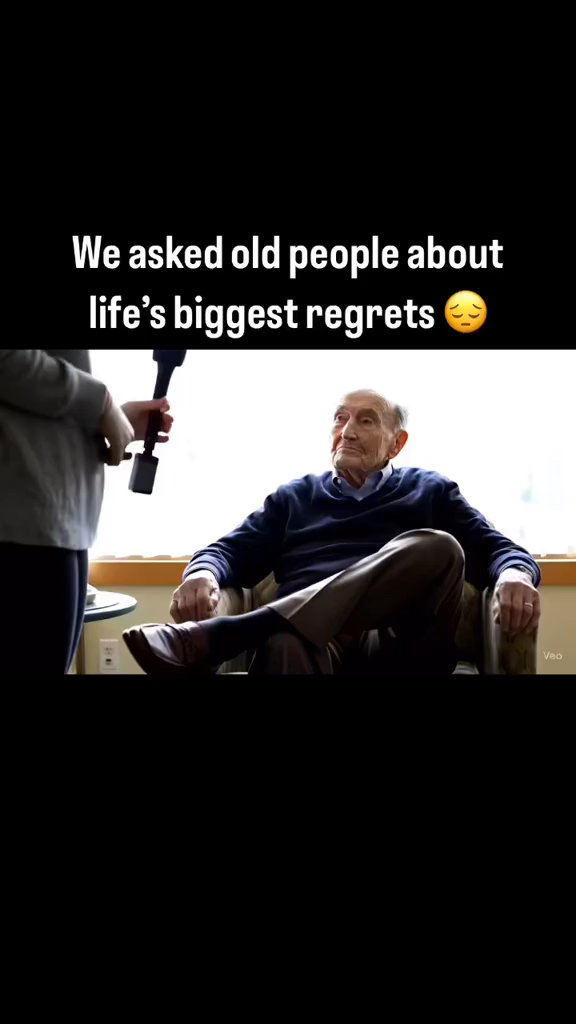 We asked old people about
life's biggest regrets 😔
Veo